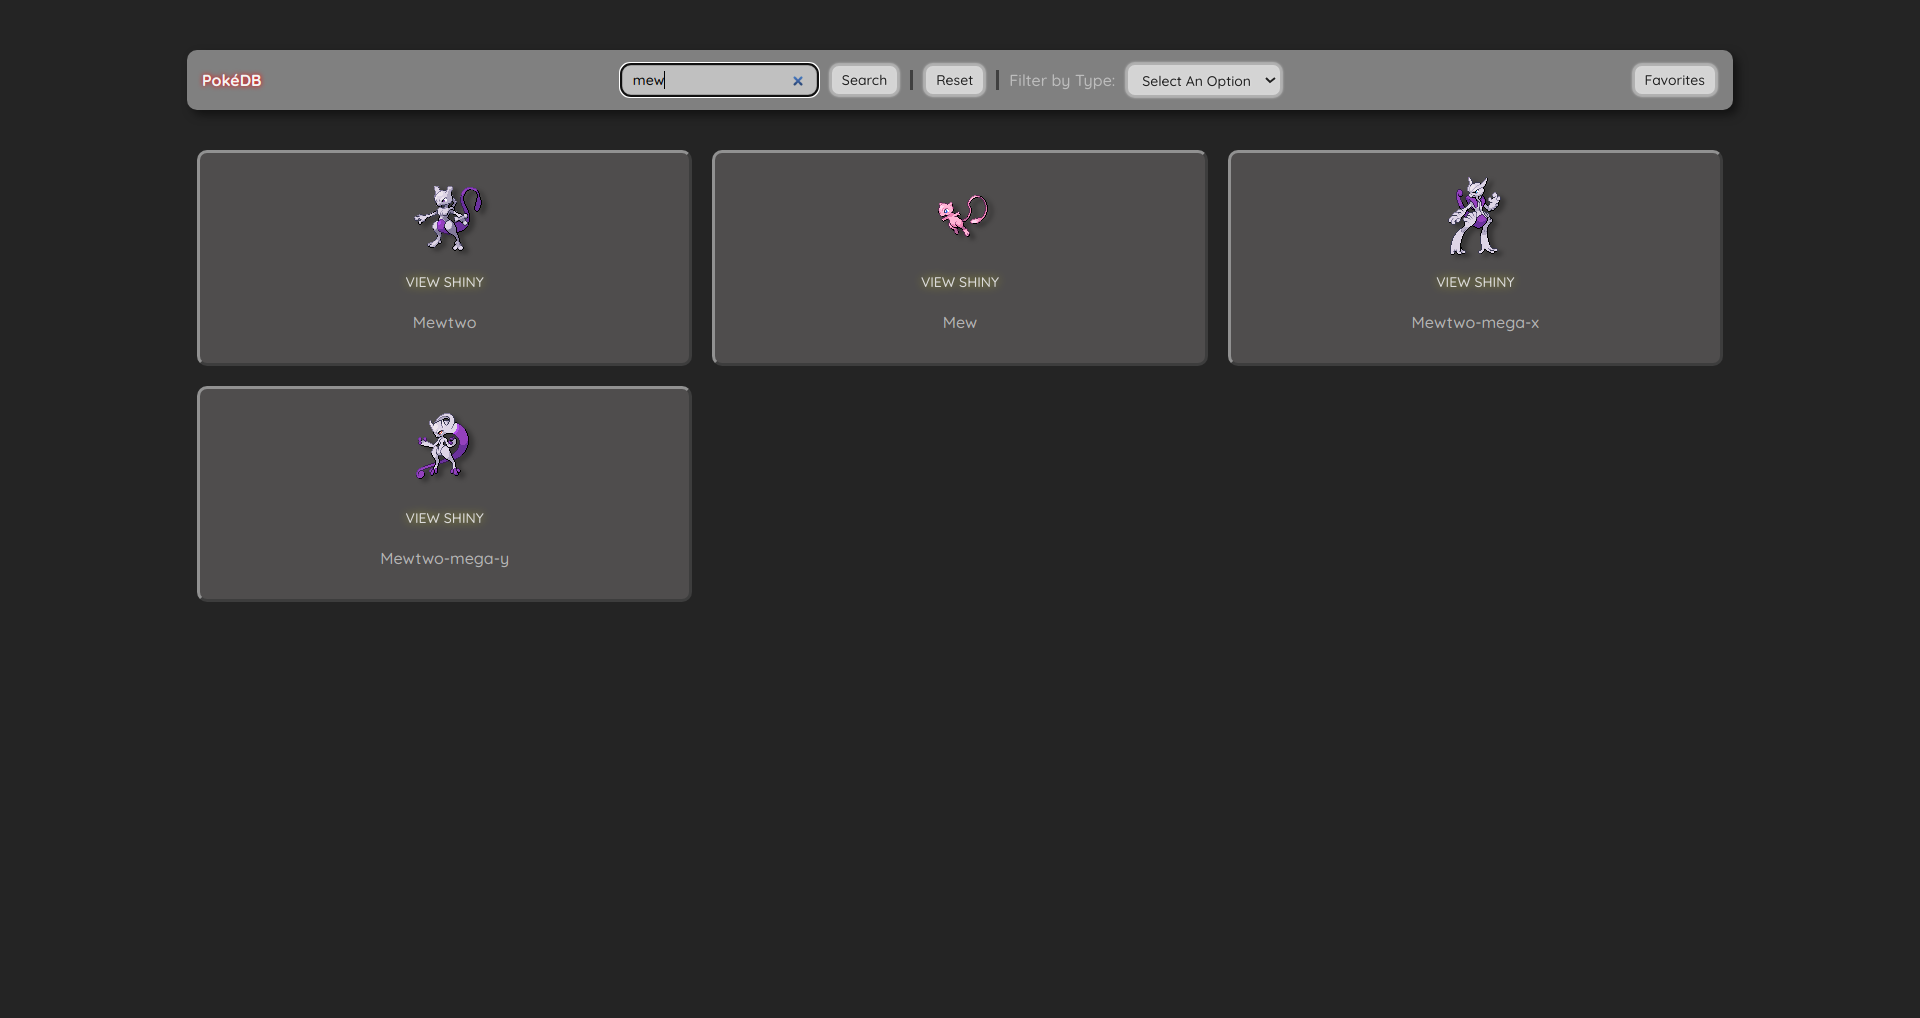 PokéDB
mew
Search
Reset
Filter by Type:
Select An Option
Favorites
VIEW SHINY
Mewtwo
VIEW SHINY
Mew
VIEW SHINY
Mewtwo-mega-x
VIEW SHINY
Mewtwo-mega-y